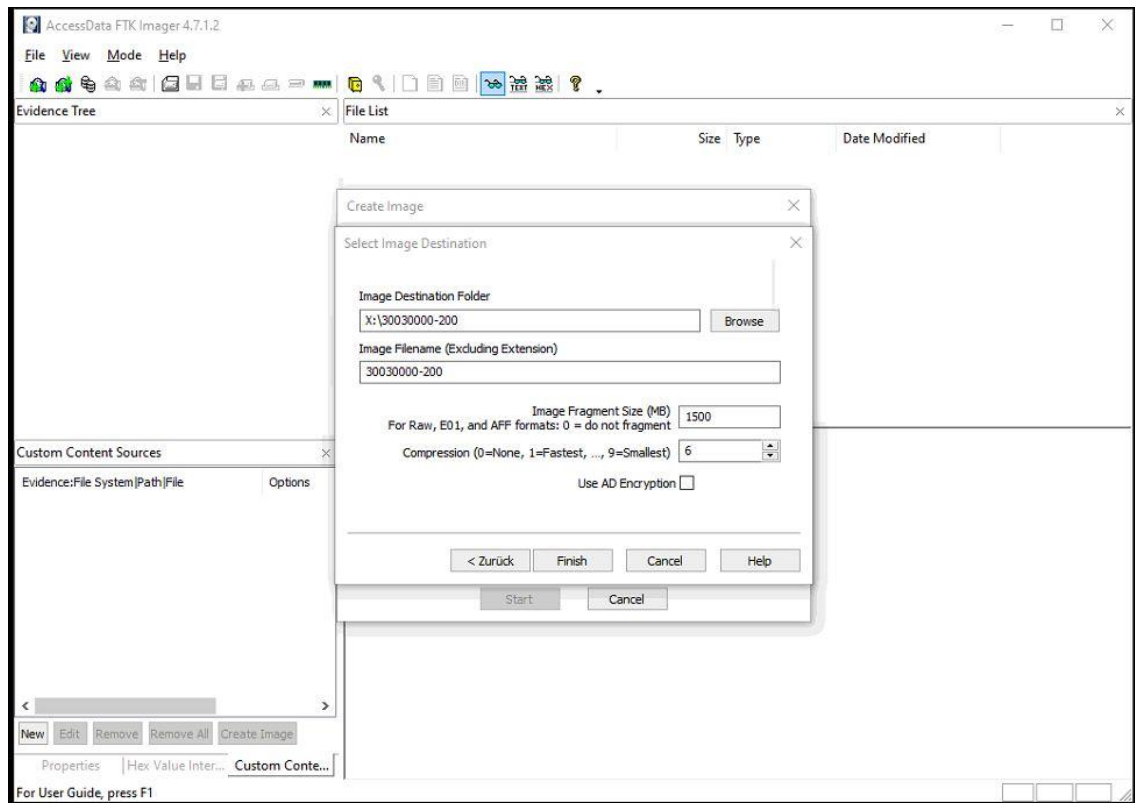 AccessData FTK Imager 4.7.1.2
File View Mode Help
TEXT HEX
Evidence Tree
File List
Name Size Type Date Modified
Create Image
Select Image Destination
Image Destination Folder
X:\30030000-200
Browse
Image Filename (Excluding Extension)
30030000-200
Image Fragment Size (MB)
For Raw, E01, and AFF formats: 0 = do not fragment
1500
Compression (0=None, 1=Fastest, ..., 9=Smallest)
6
Use AD Encryption
< Zurück Finish Cancel Help
Start Cancel
Custom Content Sources
Evidence:File System|Path|File Options
New Edit Remove Remove All Create Image
Properties Hex Value Inter... Custom Conte...
For User Guide, press F1